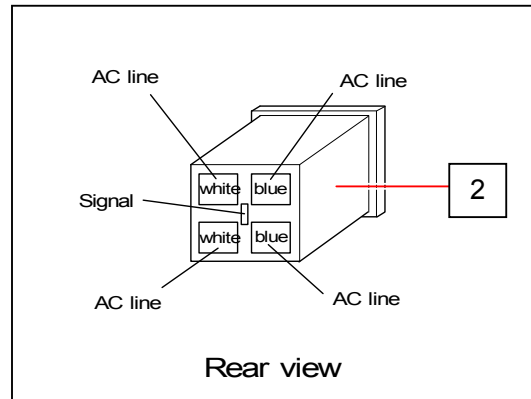 AC line
AC line
white
blue
2
Signal
white
blue
AC line
AC line
Rear view